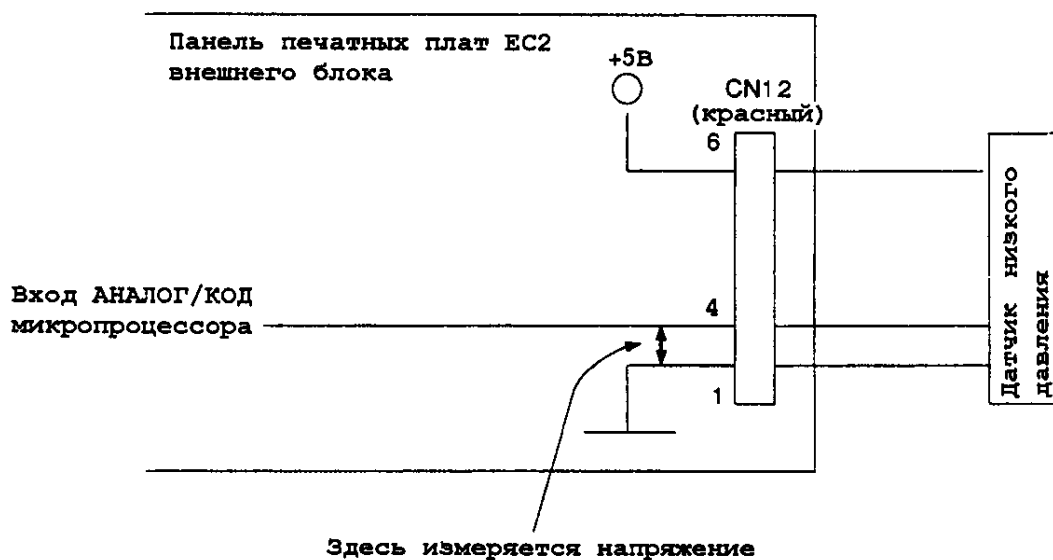 Панель печатных плат EC2
внешнего блока
+5В
CN12
(красный)
6
Вход АНАЛОГ/КОД
микропроцессора
4
1
Датчик низкого
давления
Здесь измеряется напряжение